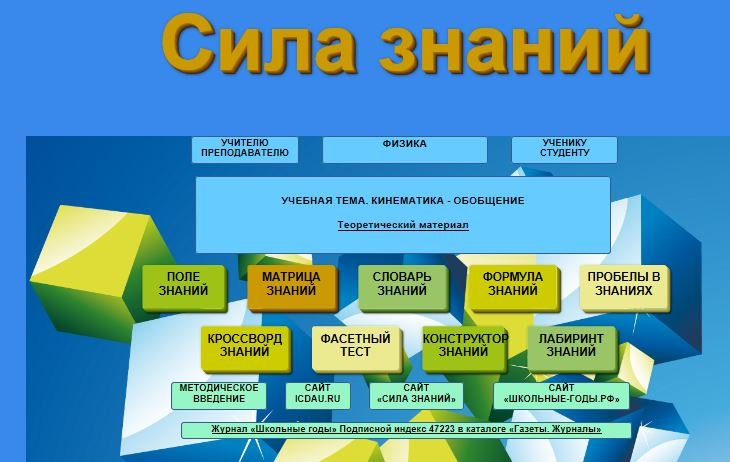 Сила знаний
УЧИТЕЛЮ
ПРЕПОДАВАТЕЛЮ
ФИЗИКА
УЧЕНИКУ
СТУДЕНТУ
УЧЕБНАЯ ТЕМА. КИНЕМАТИКА - ОБОБЩЕНИЕ
Теоретический материал
ПОЛЕ
ЗНАНИЙ
МАТРИЦА
ЗНАНИЙ
СЛОВАРЬ
ЗНАНИЙ
ФОРМУЛА
ЗНАНИЙ
ПРОБЕЛЫ В
ЗНАНИЯХ
КРОССВОРД
ЗНАНИЙ
ФАСЕТНЫЙ
ТЕСТ
КОНСТРУКТОР
ЗНАНИЙ
ЛАБИРИНТ
ЗНАНИЙ
МЕТОДИЧЕСКОЕ
ВВЕДЕНИЕ
САЙТ
ICDAU.RU
САЙТ
«СИЛА ЗНАНИЙ»
САЙТ
«ШКОЛЬНЫЕ-ГОДЫ.РФ»
Журнал «Школьные годы» Подписной индекс 47223 в каталоге «Газеты. Журналы»